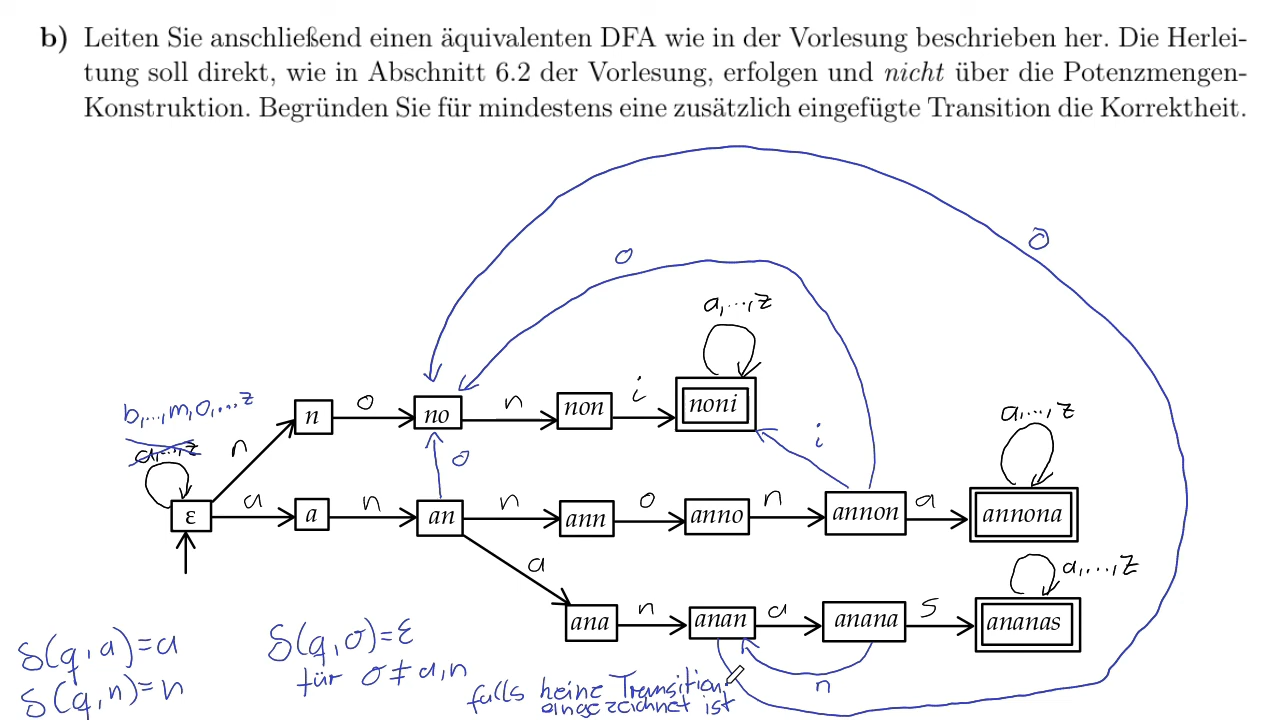 b) Leiten Sie anschließend einen äquivalenten DFA wie in der Vorlesung beschrieben her. Die Herlei-
tung soll direkt, wie in Abschnitt 6.2 der Vorlesung, erfolgen und nicht über die Potenzmengen-
Konstruktion. Begründen Sie für mindestens eine zusätzlich eingefügte Transition die Korrektheit.
o
o
a,...,z
b,...,m,o,...,z
a,...,z
n
n
o
no
n
non
i
noni
a,...,z
i
o
ε
a
a
n
an
n
ann
o
anno
n
annon
a
annona
a
a,...,z
ana
n
anan
a
anana
s
ananas
n
δ(q,a)=a
δ(q,n)=n
δ(q,σ)=ε
für σ≠a,n
falls keine Transition
eingezeichnet ist